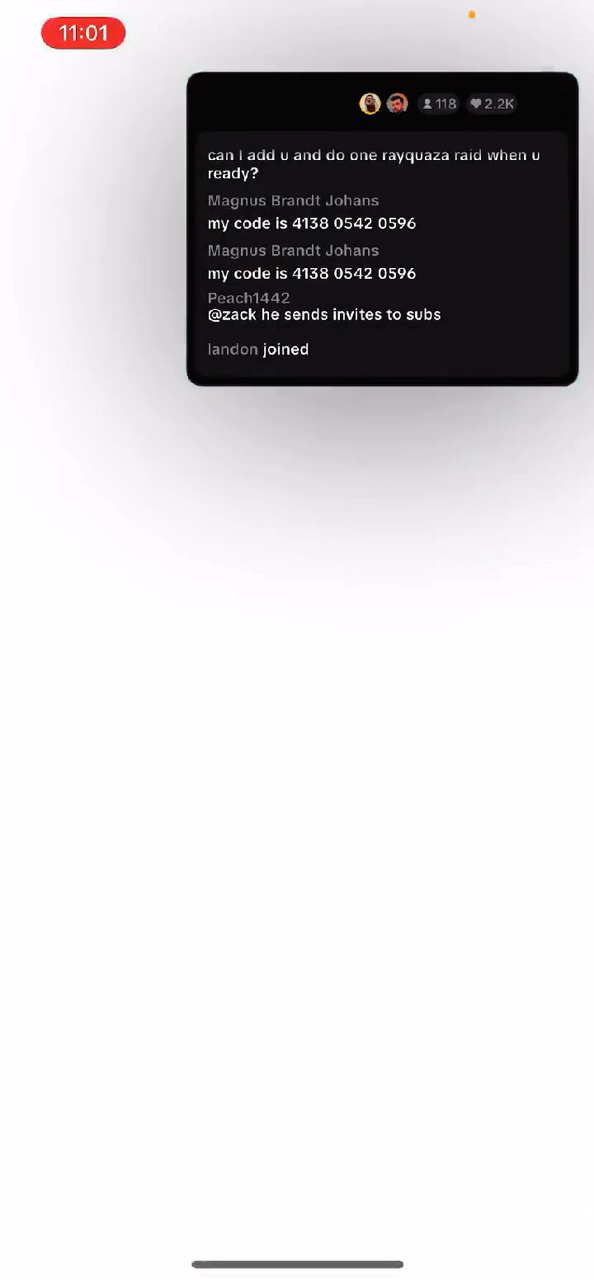 11:01
118 2.2K
can I add u and do one rayquaza raid when u
ready?
Magnus Brandt Johans
my code is 4138 0542 0596
Magnus Brandt Johans
my code is 4138 0542 0596
Peach1442
@zack he sends invites to subs
landon joined